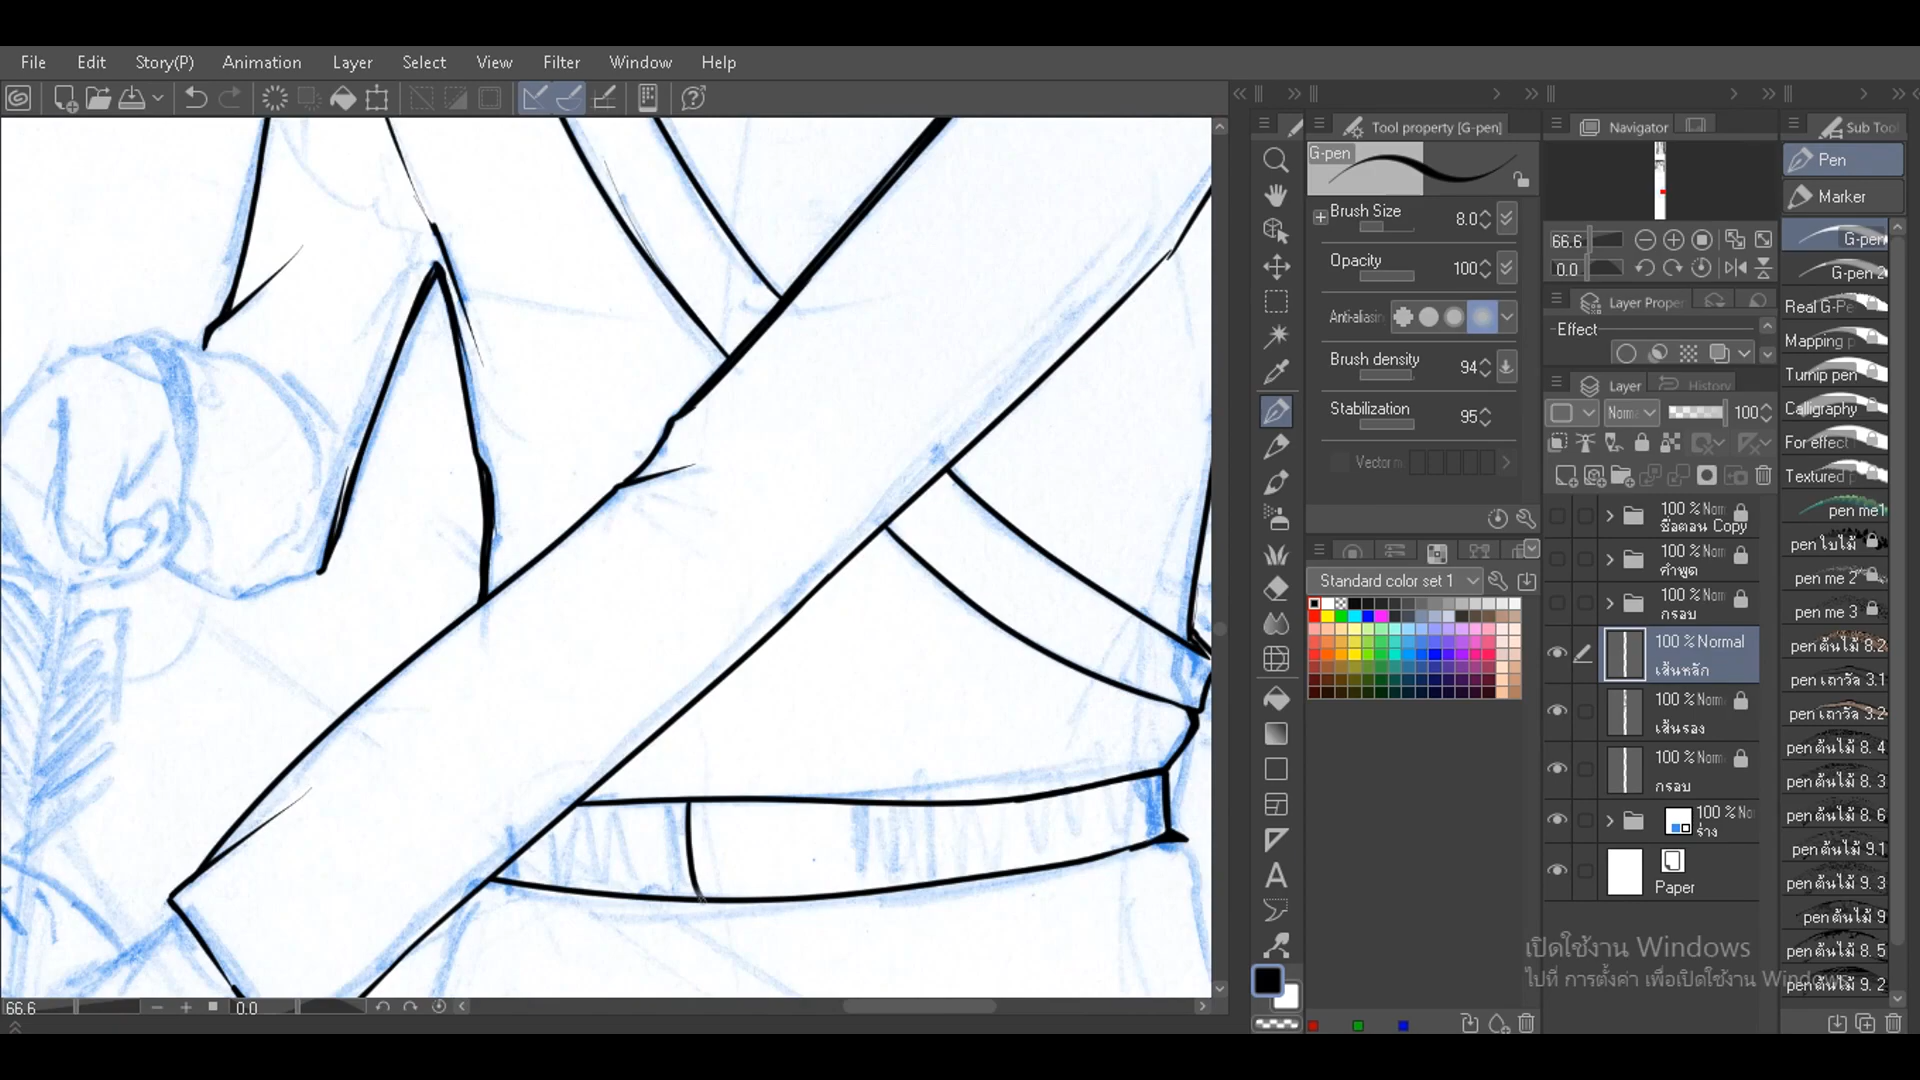 File Edit Story(P) Animation Layer Select View Filter Window Help
Tool property [G-pen]
Navigator
Sub Tool
G-pen
Pen
Marker
Brush Size 8.0
Opacity 100
Anti-aliasin
Brush density 94
Stabilization 95
Vector m
66.6
0.0
Layer Proper
Effect
Layer History
Norm 100
Standard color set 1
100 % Norm
ชื่อตอน Copy
100 % Norm
คำพูด
100 % Norm
กรอบ
100 % Normal
เส้นหลัก
100 % Norm
เส้นรอง
100 % Norm
กรอบ
100 % No
ร่าง
Paper
G-pen
G-pen 2
Real G-Pe
Mapping p
Turnip pen
Calligraphy
For effect
Textured p
pen me1
pen ใบไม้
pen me 2
pen me 3
pen ต้นไม้ 8.2
pen เถาวัล 3.1
pen เถาวัล 3.2
pen ต้นไม้ 8. 4
pen ต้นไม้ 8. 3
pen ต้นไม้ 8. 6
pen ต้นไม้ 9.1
pen ต้นไม้ 9. 3
pen ต้นไม้ 9
pen ต้นไม้ 8. 5
pen ต้นไม้ 9. 2
เปิดใช้งาน Windows
ไปที่ การตั้งค่า เพื่อเปิดใช้งาน Windows
66.6 0.0